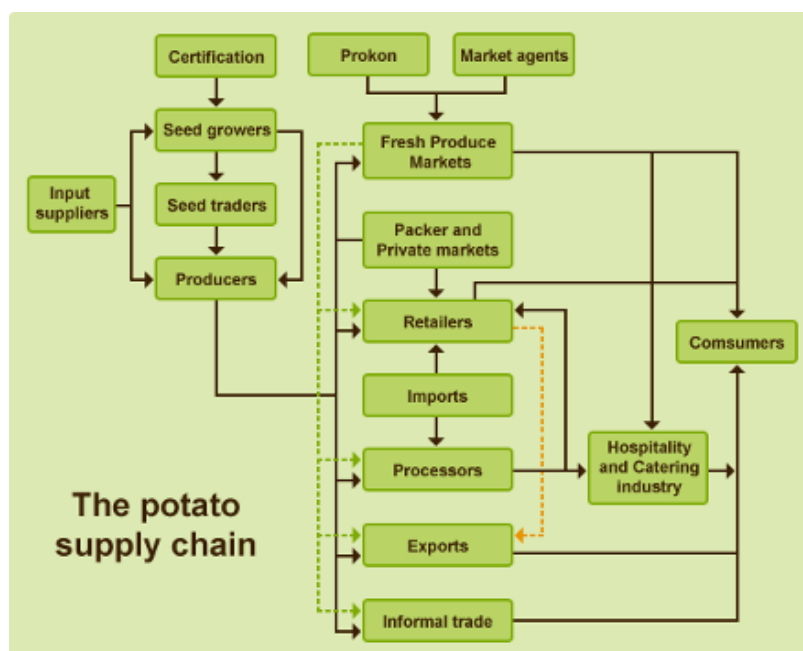 Certification
Prokon
Market agents
Seed growers
Fresh Produce
Markets
Input
suppliers
Seed traders
Packer and
Private markets
Producers
Retailers
Comsumers
Imports
Processors
Hospitality
and Catering
industry
The potato
supply chain
Exports
Informal trade